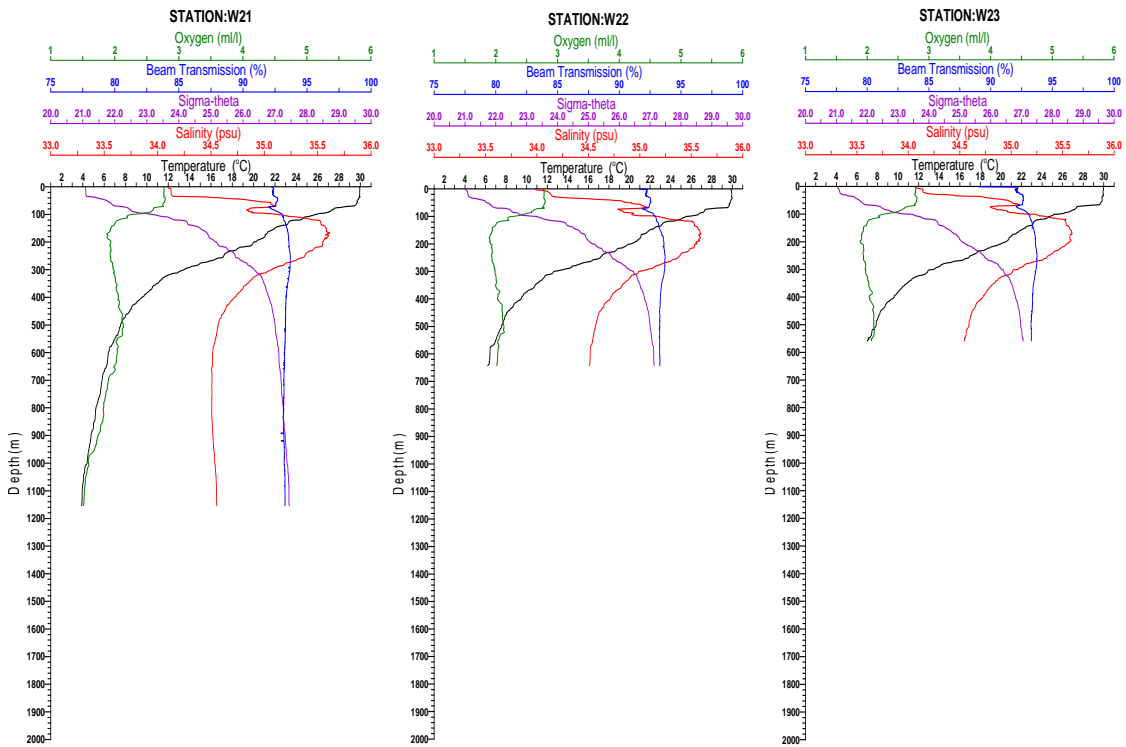 STATION:W21
Oxygen (ml/l)
1 2 3 4 5 6
Beam Transmission (%)
75 80 85 90 95 100
Sigma-theta
20.0 21.0 22.0 23.0 24.0 25.0 26.0 27.0 28.0 29.0 30.0
Salinity (psu)
33.0 33.5 34.0 34.5 35.0 35.5 36.0
Temperature (°C)
2 4 6 8 10 12 14 16 18 20 22 24 26 28 30
0
100
200
300
400
500
600
700
800
900
1000
1100
1200
1300
1400
1500
1600
1700
1800
1900
2000
Depth(m)
STATION:W22
Oxygen (ml/l)
1 2 3 4 5 6
Beam Transmission (%)
75 80 85 90 95 100
Sigma-theta
20.0 21.0 22.0 23.0 24.0 25.0 26.0 27.0 28.0 29.0 30.0
Salinity (psu)
33.0 33.5 34.0 34.5 35.0 35.5 36.0
Temperature (°C)
2 4 6 8 10 12 14 16 18 20 22 24 26 28 30
0
100
200
300
400
500
600
700
800
900
1000
1100
1200
1300
1400
1500
1600
1700
1800
1900
2000
Depth(m)
STATION:W23
Oxygen (ml/l)
1 2 3 4 5 6
Beam Transmission (%)
75 80 85 90 95 100
Sigma-theta
20.0 21.0 22.0 23.0 24.0 25.0 26.0 27.0 28.0 29.0 30.0
Salinity (psu)
33.0 33.5 34.0 34.5 35.0 35.5 36.0
Temperature (°C)
2 4 6 8 10 12 14 16 18 20 22 24 26 28 30
0
100
200
300
400
500
600
700
800
900
1000
1100
1200
1300
1400
1500
1600
1700
1800
1900
2000
Depth(m)